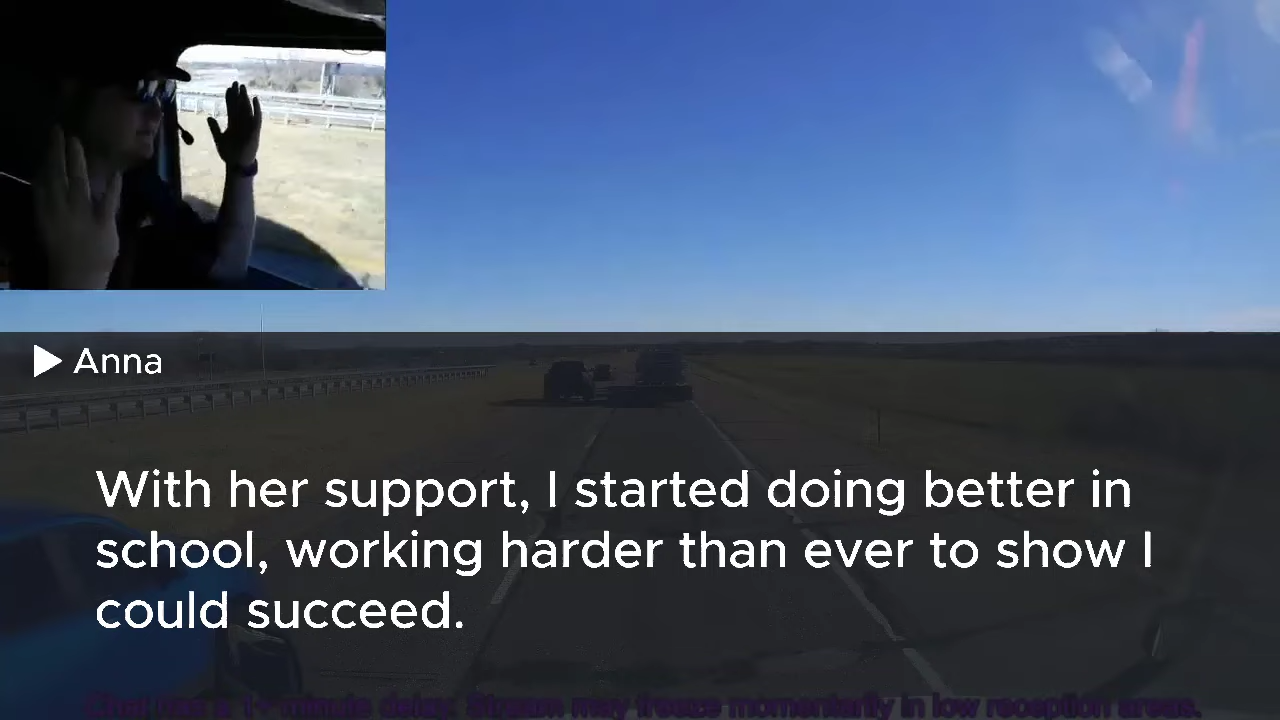 Anna
With her support, I started doing better in
school, working harder than ever to show I
could succeed.
Chat has a 1+ minute delay. Stream may freeze momentarily in low reception areas.